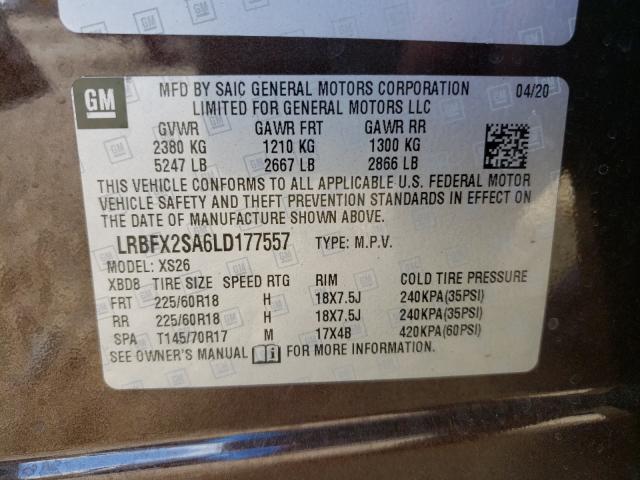 GM
MFD BY SAIC GENERAL MOTORS CORPORATION 04/20
LIMITED FOR GENERAL MOTORS LLC
GVWR GAWR FRT GAWR RR
2380 KG 1210 KG 1300 KG
5247 LB 2667 LB 2866 LB
THIS VEHICLE CONFORMS TO ALL APPLICABLE U.S. FEDERAL MOTOR
VEHICLE SAFETY AND THEFT PREVENTION STANDARDS IN EFFECT ON
THE DATE OF MANUFACTURE SHOWN ABOVE.
LRBFX2SA6LD177557 TYPE: M.P.V.
MODEL: XS26
XBD8 TIRE SIZE SPEED RTG RIM COLD TIRE PRESSURE
FRT 225/60R18 H 18X7.5J 240KPA(35PSI)
RR 225/60R18 H 18X7.5J 240KPA(35PSI)
SPA T145/70R17 M 17X4B 420KPA(60PSI)
SEE OWNER'S MANUAL FOR MORE INFORMATION.